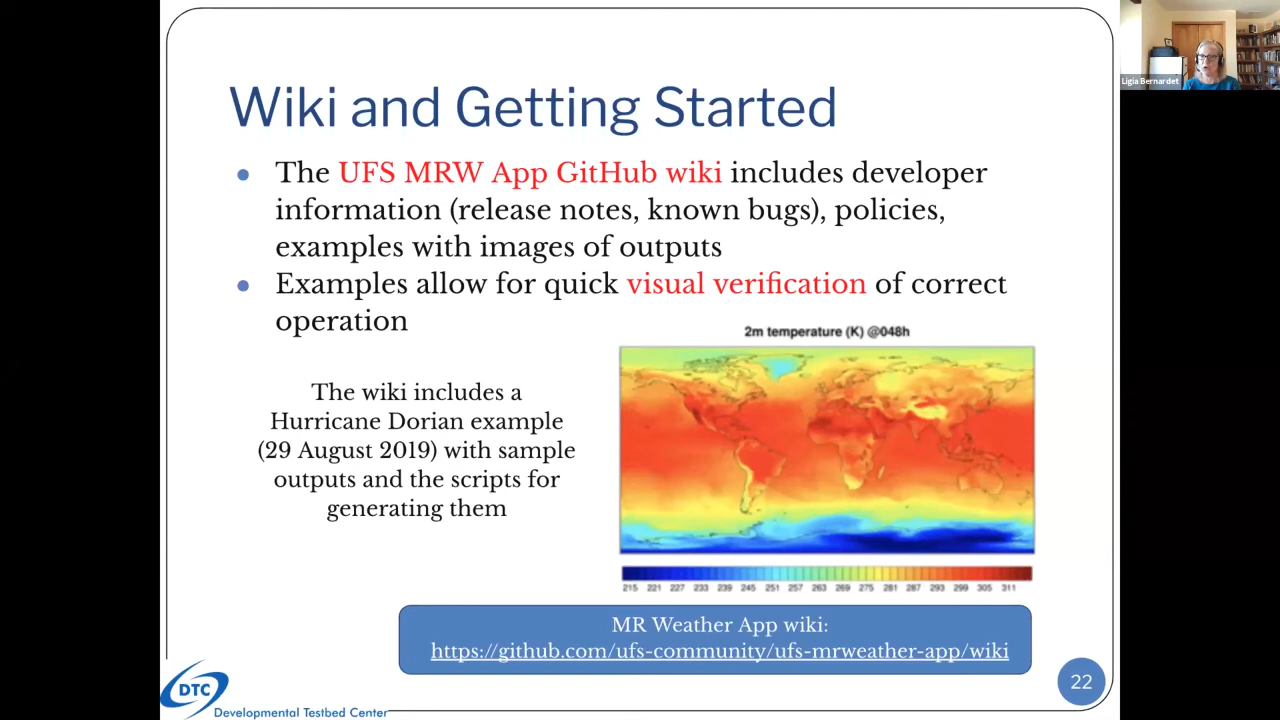 Wiki and Getting Started
Ligia Bernardet
The UFS MRW App GitHub wiki includes developer
information (release notes, known bugs), policies,
examples with images of outputs
Examples allow for quick visual verification of correct
operation
2m temperature (K) @048h
The wiki includes a
Hurricane Dorian example
(29 August 2019) with sample
outputs and the scripts for
generating them
215 221 227 233 239 245 251 257 263 269 275 281 287 293 299 305 311
MR Weather App wiki:
https://github.com/ufs-community/ufs-mrweather-app/wiki
22
DTC
Developmental Testbed Center